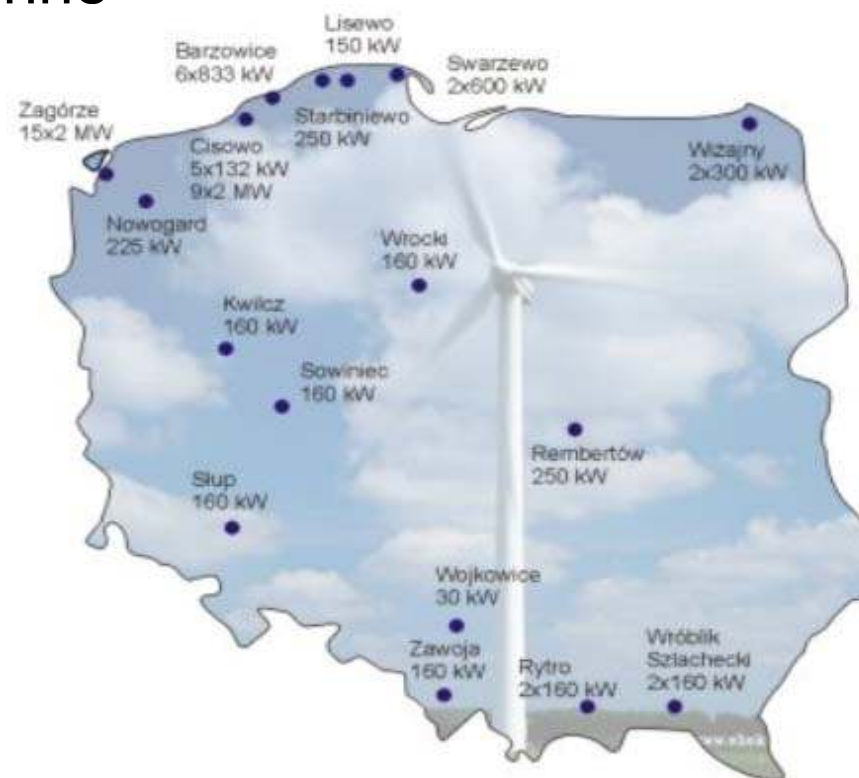 Lisewo
150 kW
Barzowice
6x833 kW
Swarzewo
2x600 kW
Zagórze
15x2 MW
Starbiniewo
250 kW
Cisowo
5x132 kW
9x2 MW
Wiżajny
2x300 kW
Nowogard
225 kW
Wrocki
160 kW
Kwilcz
160 kW
Sowiniec
160 kW
Rembertów
250 kW
Słup
160 kW
Wojkowice
30 kW
Zawoja
160 kW
Rytro
2x160 kW
Wróblik
Szlachecki
2x160 kW